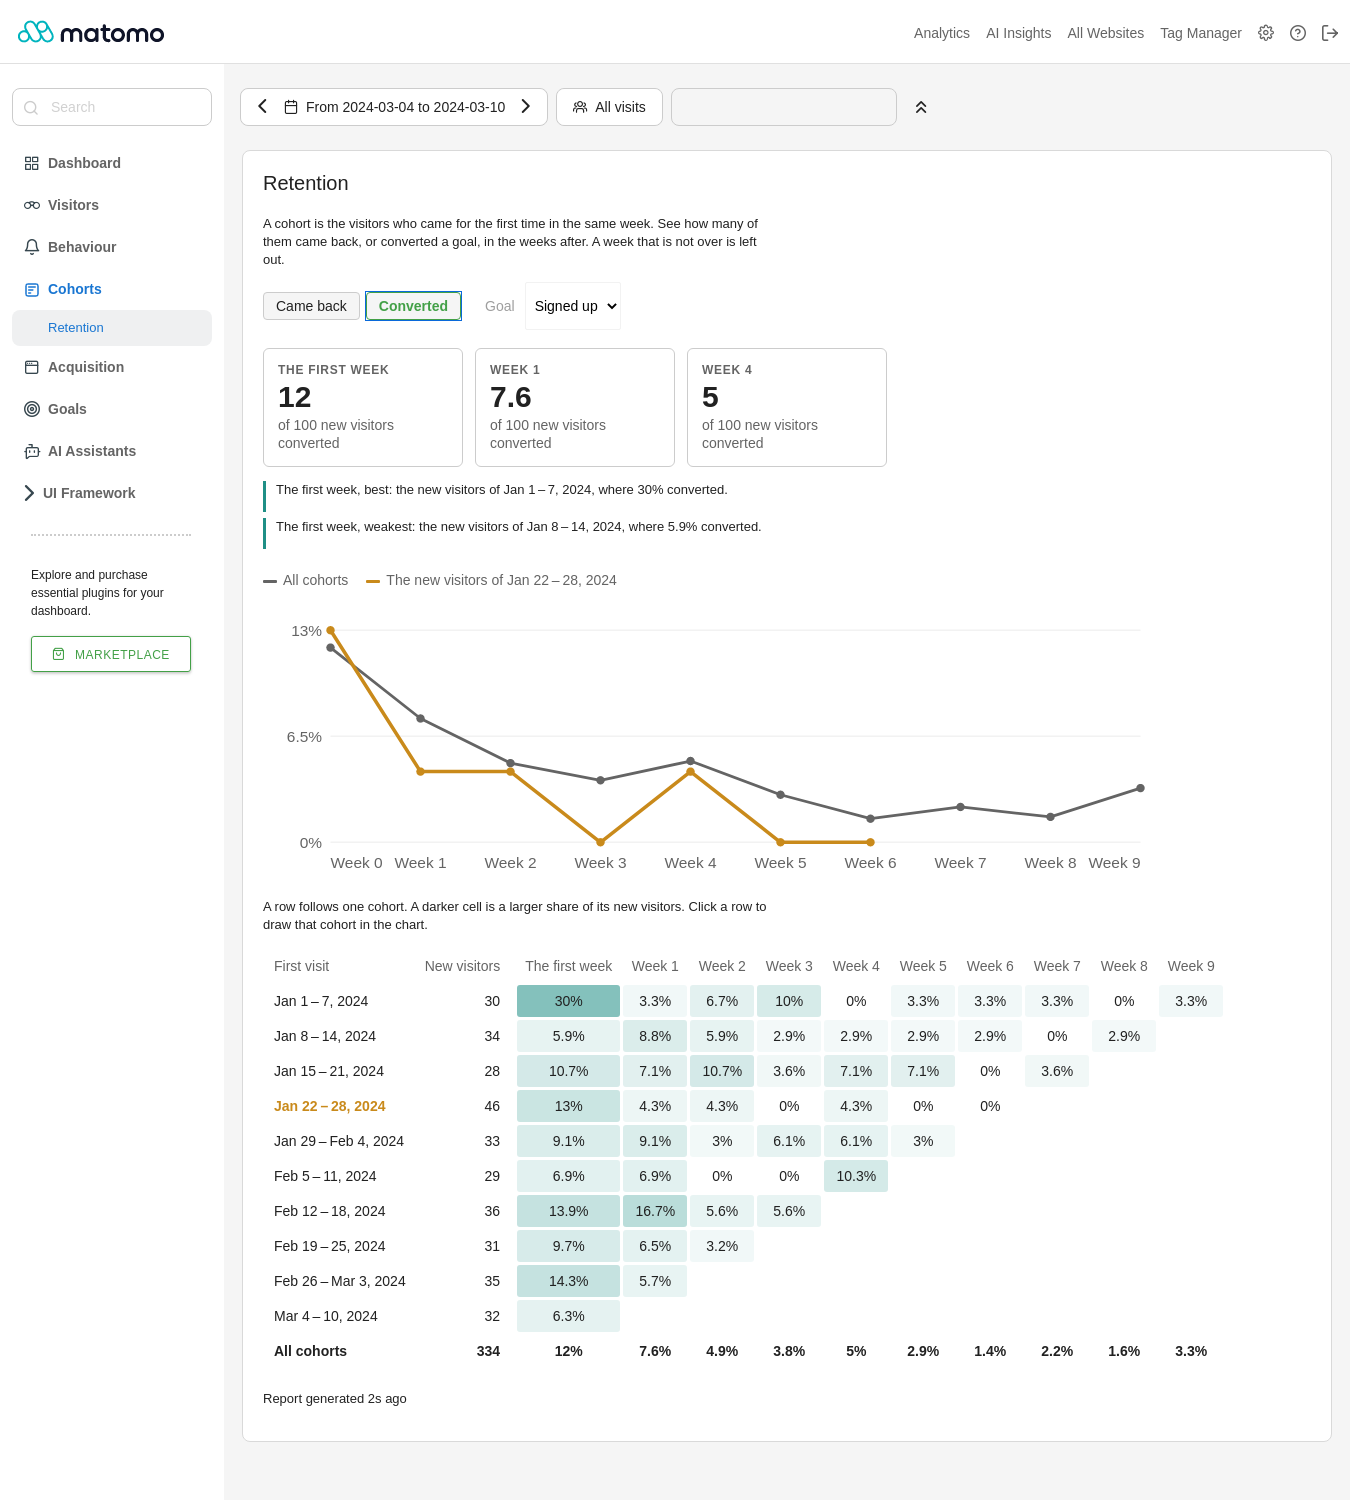 matomo
Analytics AI Insights All Websites Tag Manager
Search
From 2024-03-04 to 2024-03-10
All visits
Dashboard
Visitors
Behaviour
Cohorts
Retention
Acquisition
Goals
AI Assistants
UI Framework
Explore and purchase
essential plugins for your
dashboard.
MARKETPLACE
Retention
A cohort is the visitors who came for the first time in the same week. See how many of
them came back, or converted a goal, in the weeks after. A week that is not over is left
out.
Came back Converted Goal Signed up
THE FIRST WEEK
12
of 100 new visitors
converted
WEEK 1
7.6
of 100 new visitors
converted
WEEK 4
5
of 100 new visitors
converted
The first week, best: the new visitors of Jan 1 – 7, 2024, where 30% converted.
The first week, weakest: the new visitors of Jan 8 – 14, 2024, where 5.9% converted.
All cohorts The new visitors of Jan 22 – 28, 2024
13%
6.5%
0%
Week 0 Week 1 Week 2 Week 3 Week 4 Week 5 Week 6 Week 7 Week 8 Week 9
A row follows one cohort. A darker cell is a larger share of its new visitors. Click a row to
draw that cohort in the chart.
First visit New visitors The first week Week 1 Week 2 Week 3 Week 4 Week 5 Week 6 Week 7 Week 8 Week 9
Jan 1 – 7, 2024 30 30% 3.3% 6.7% 10% 0% 3.3% 3.3% 3.3% 0% 3.3%
Jan 8 – 14, 2024 34 5.9% 8.8% 5.9% 2.9% 2.9% 2.9% 2.9% 0% 2.9%
Jan 15 – 21, 2024 28 10.7% 7.1% 10.7% 3.6% 7.1% 7.1% 0% 3.6%
Jan 22 – 28, 2024 46 13% 4.3% 4.3% 0% 4.3% 0% 0%
Jan 29 – Feb 4, 2024 33 9.1% 9.1% 3% 6.1% 6.1% 3%
Feb 5 – 11, 2024 29 6.9% 6.9% 0% 0% 10.3%
Feb 12 – 18, 2024 36 13.9% 16.7% 5.6% 5.6%
Feb 19 – 25, 2024 31 9.7% 6.5% 3.2%
Feb 26 – Mar 3, 2024 35 14.3% 5.7%
Mar 4 – 10, 2024 32 6.3%
All cohorts 334 12% 7.6% 4.9% 3.8% 5% 2.9% 1.4% 2.2% 1.6% 3.3%
Report generated 2s ago